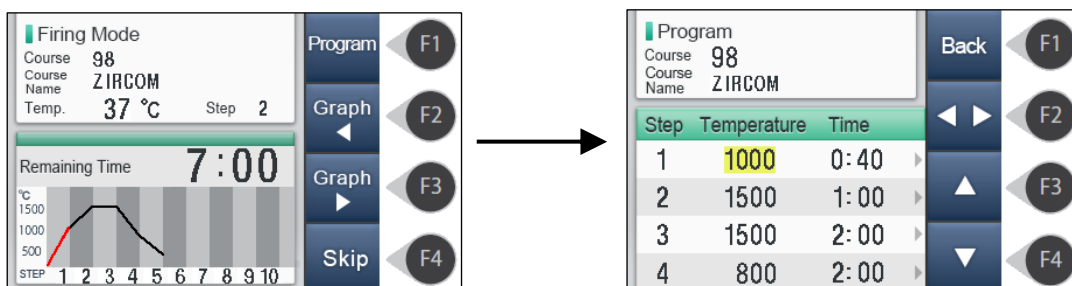 Firing Mode
Course 98
Course Name ZIRCOM
Temp. 37 °C Step 2
Remaining Time 7:00
°C
1500
1000
500
STEP 1 2 3 4 5 6 7 8 9 10
Program F1
Graph F2
Graph F3
Skip F4
Program
Course 98
Course Name ZIRCOM
Step Temperature Time
1 1000 0:40
2 1500 1:00
3 1500 2:00
4 800 2:00
Back F1
F2
F3
F4